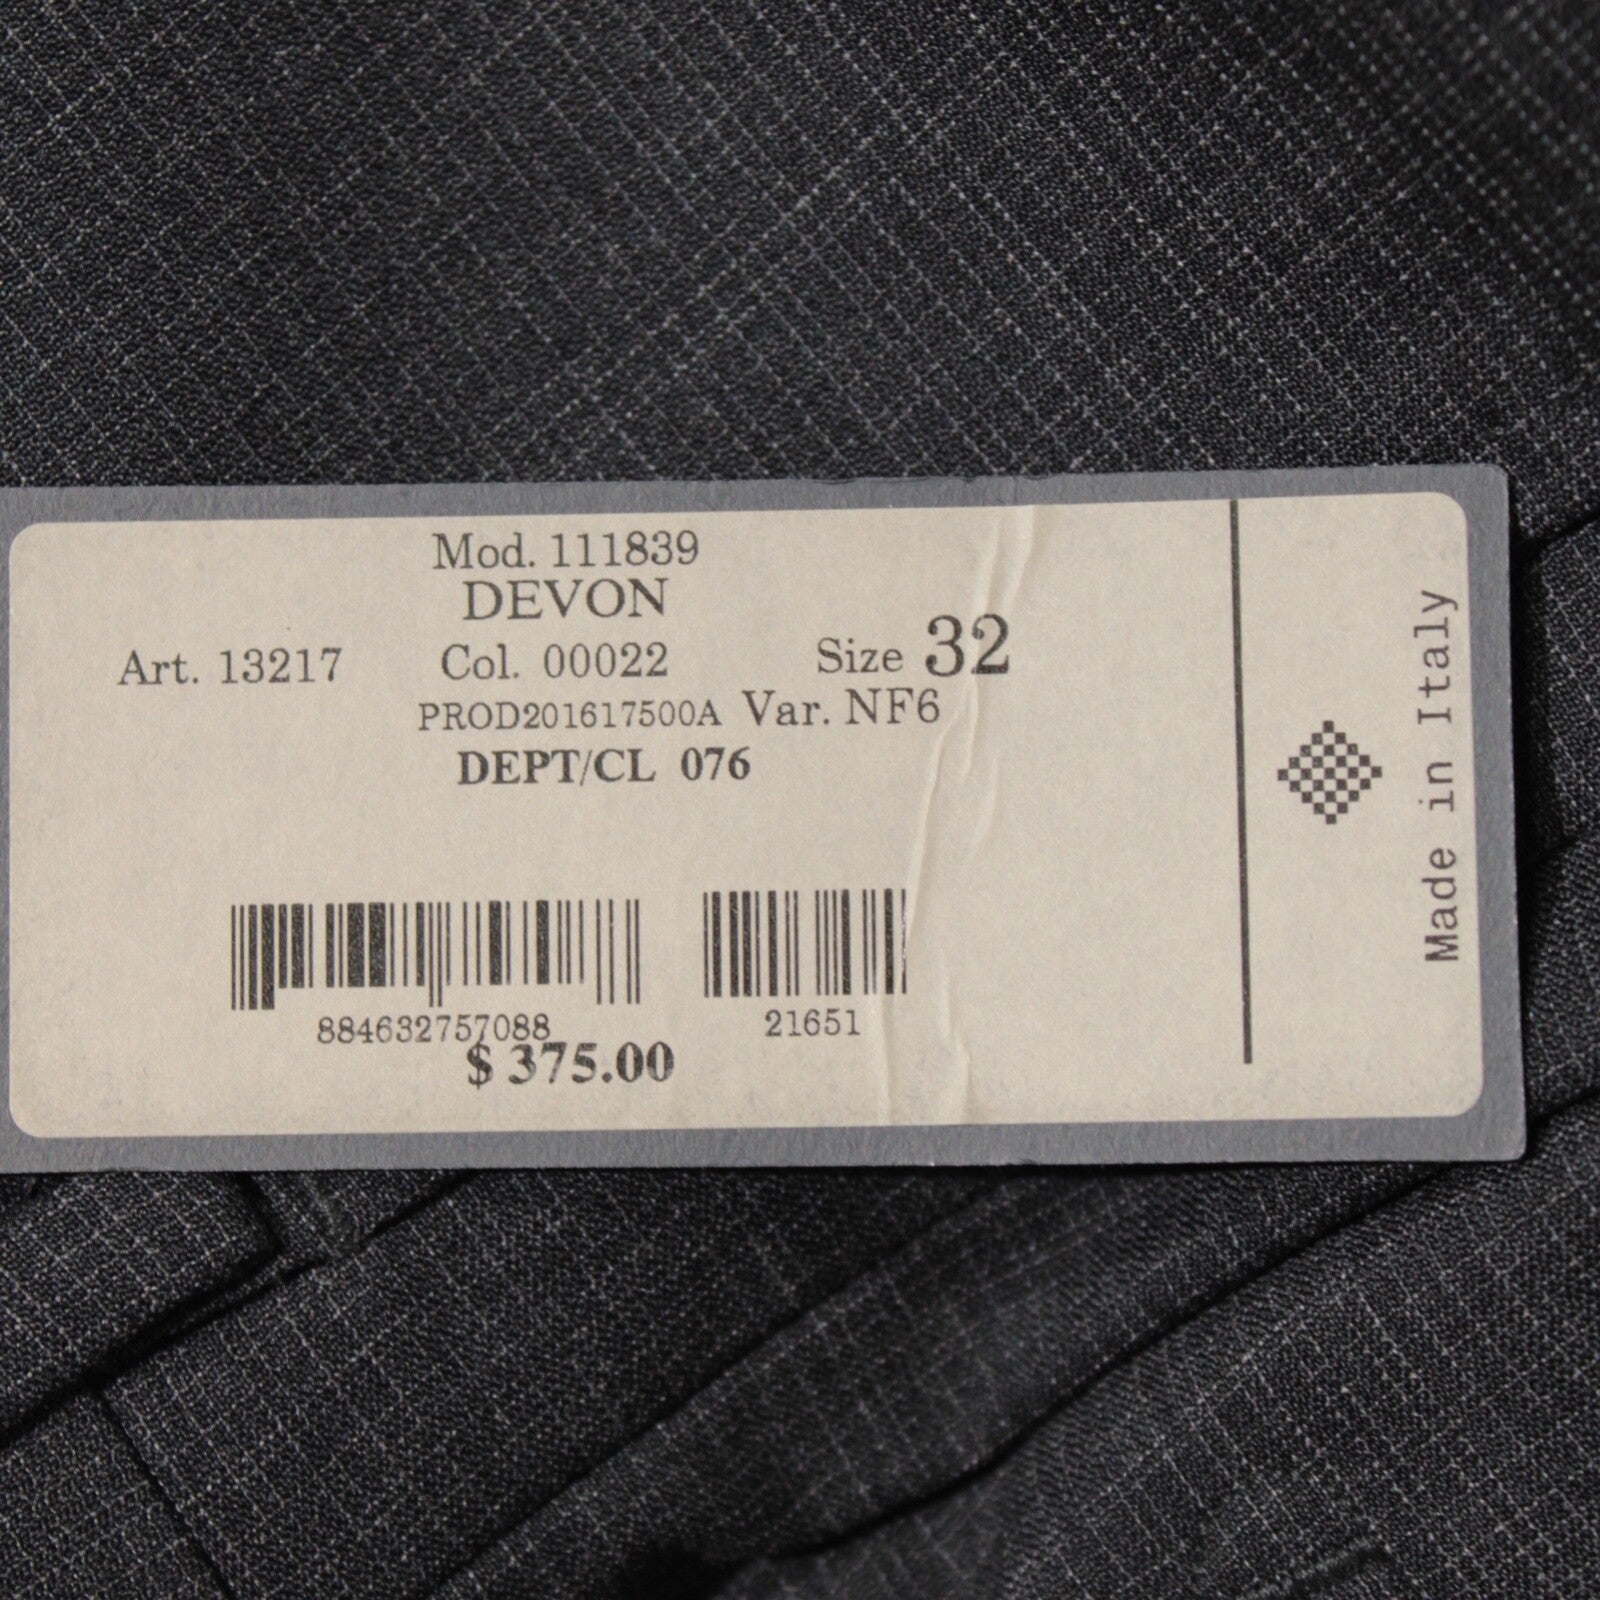 Mod. 111839
DEVON
Art. 13217 Col. 00022 Size 32
PROD201617500A Var. NF6
DEPT/CL 076
884632757088 21651
$ 375.00
Made in Italy